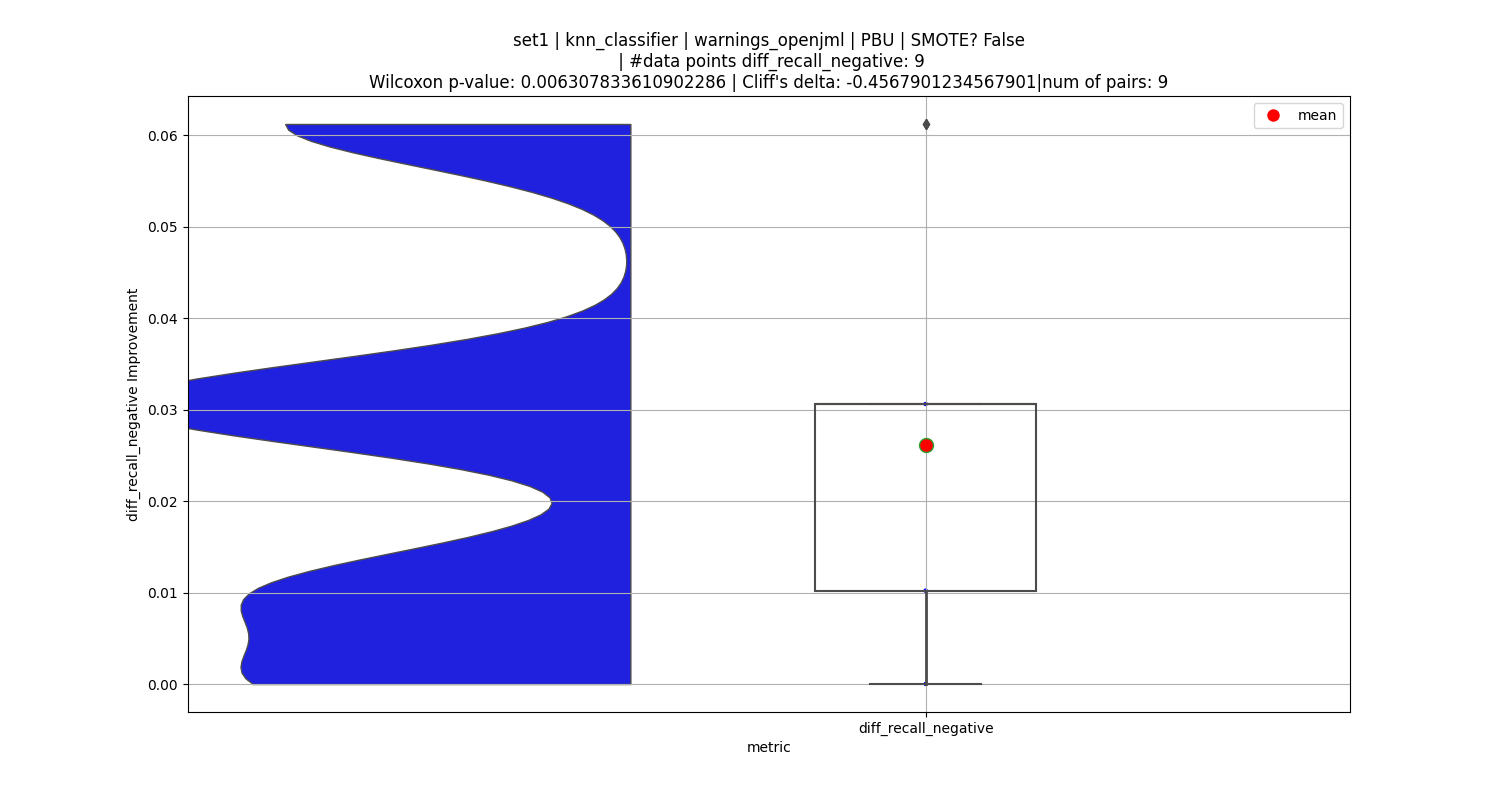 set1 | knn_classifier | warnings_openjml | PBU | SMOTE? False
| #data points diff_recall_negative: 9
Wilcoxon p-value: 0.006307833610902286 | Cliff's delta: -0.4567901234567901|num of pairs: 9
mean
0.06
0.05
0.04
0.03
0.02
0.01
0.00
diff_recall_negative Improvement
diff_recall_negative
metric